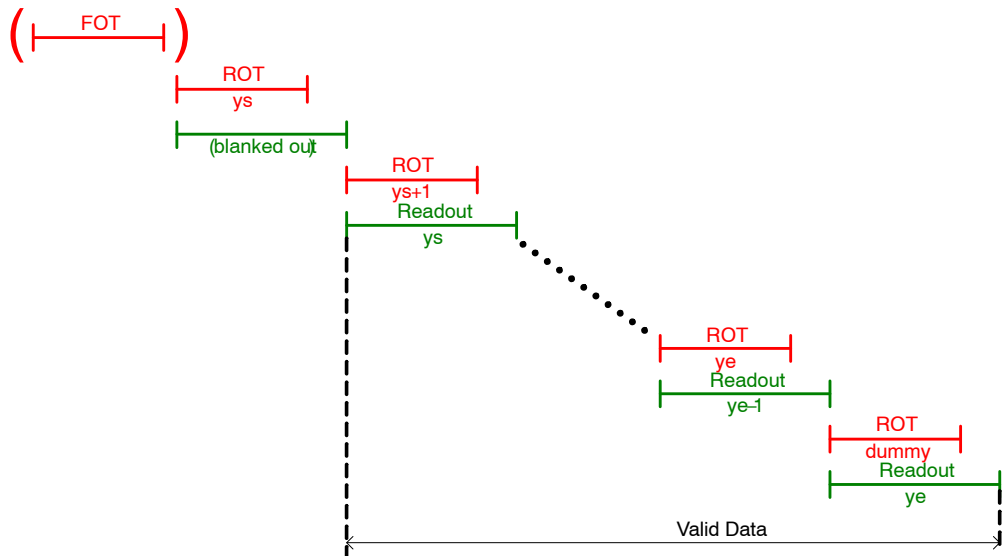 ( FOT )
ROT
ys
(blanked out)
ROT
ys+1
Readout
ys
ROT
ye
Readout
ye–1
ROT
dummy
Readout
ye
Valid Data